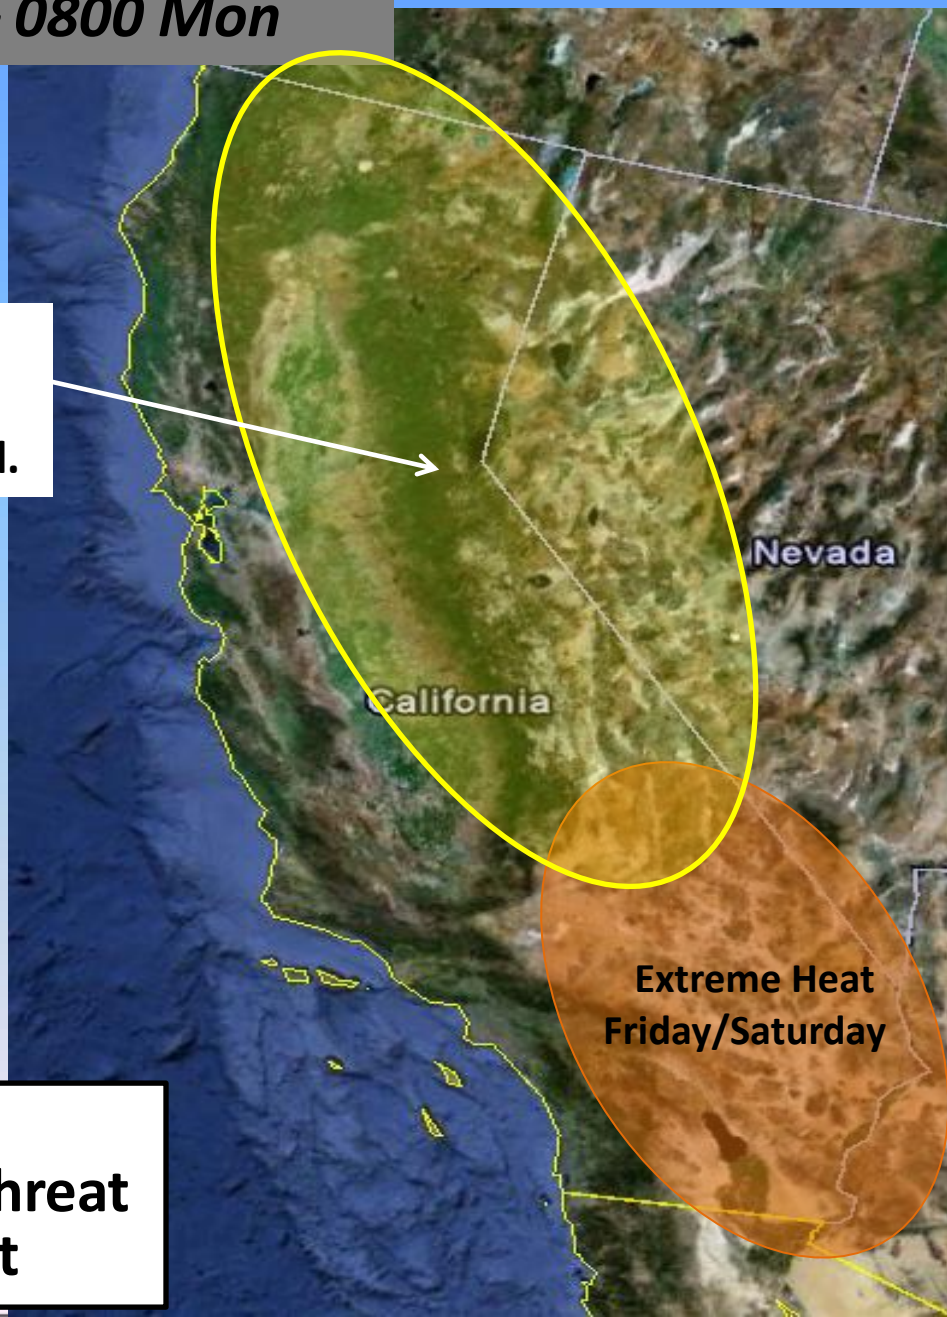 0800 Mon
l.
Nevada
California
Extreme Heat
Friday/Saturday
hreat
t